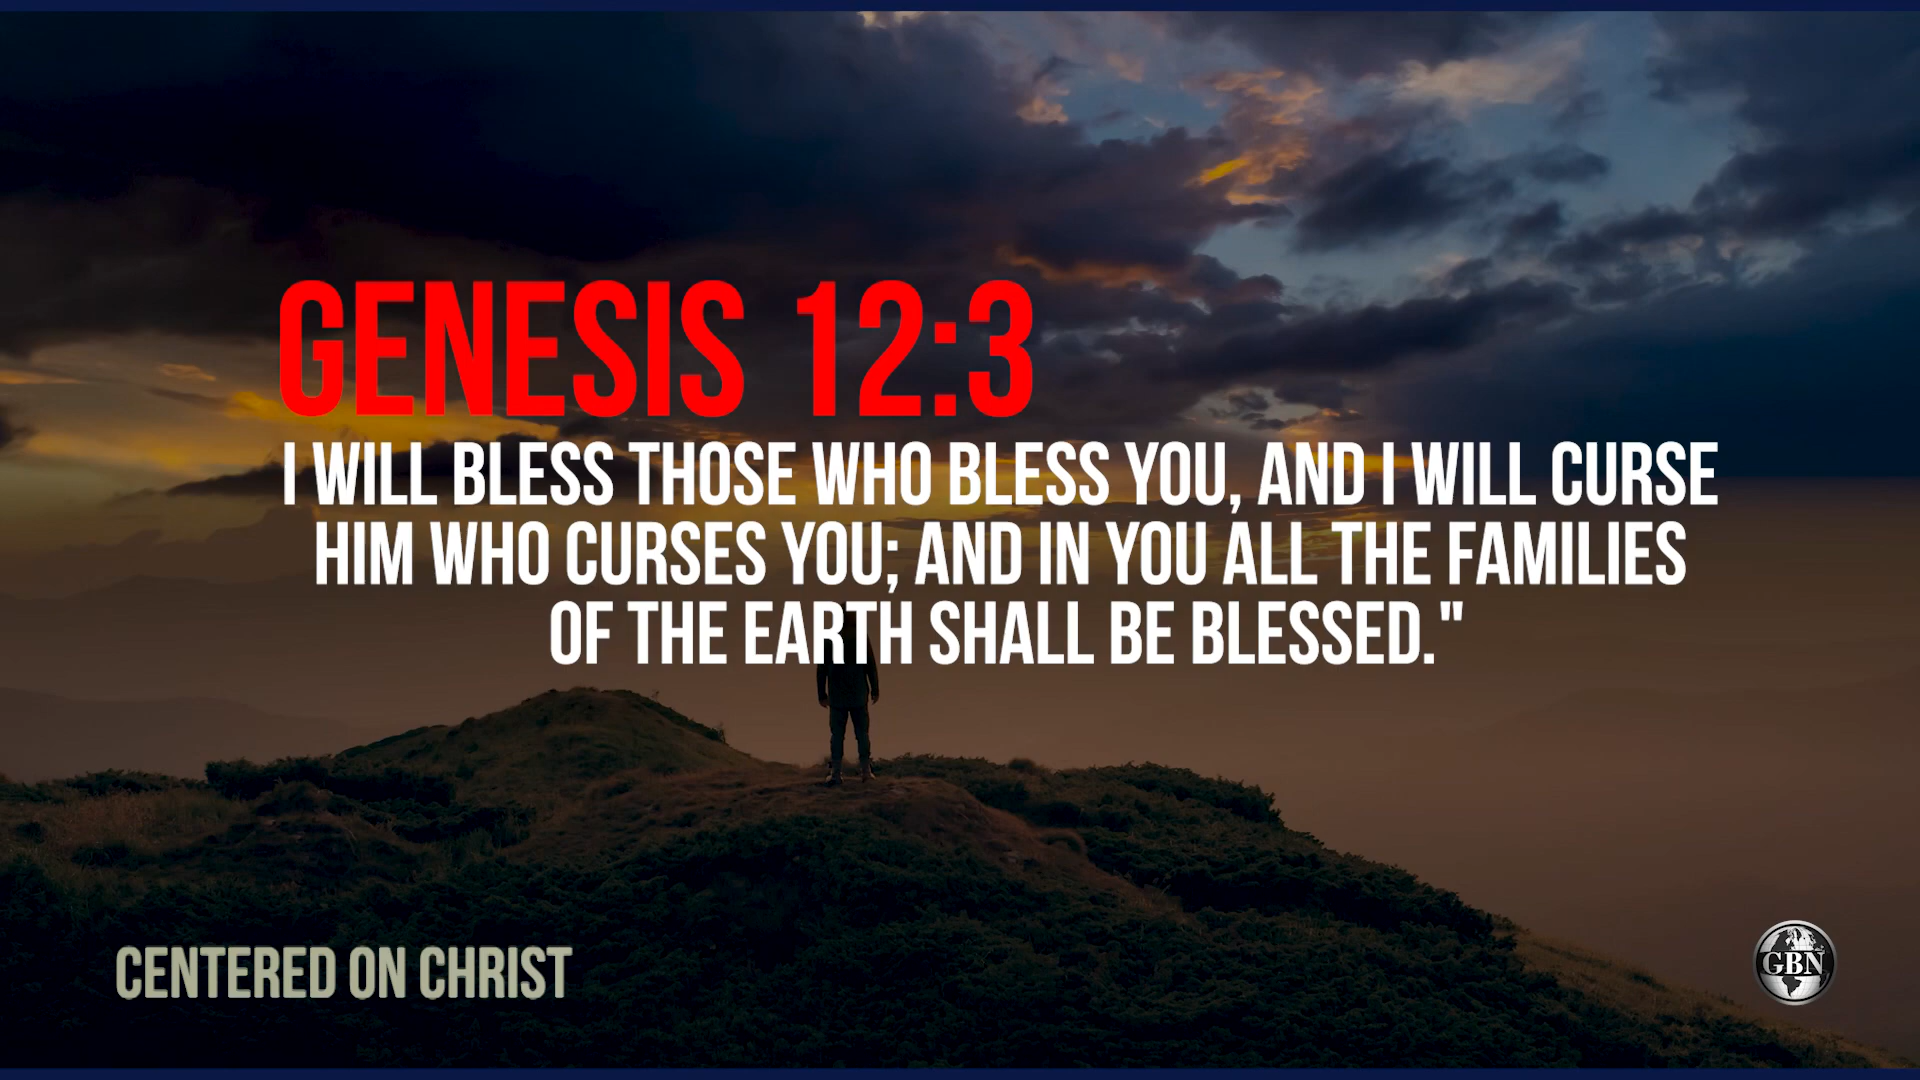 GENESIS 12:3
I WILL BLESS THOSE WHO BLESS YOU, AND I WILL CURSE
HIM WHO CURSES YOU; AND IN YOU ALL THE FAMILIES
OF THE EARTH SHALL BE BLESSED."
CENTERED ON CHRIST
GBN